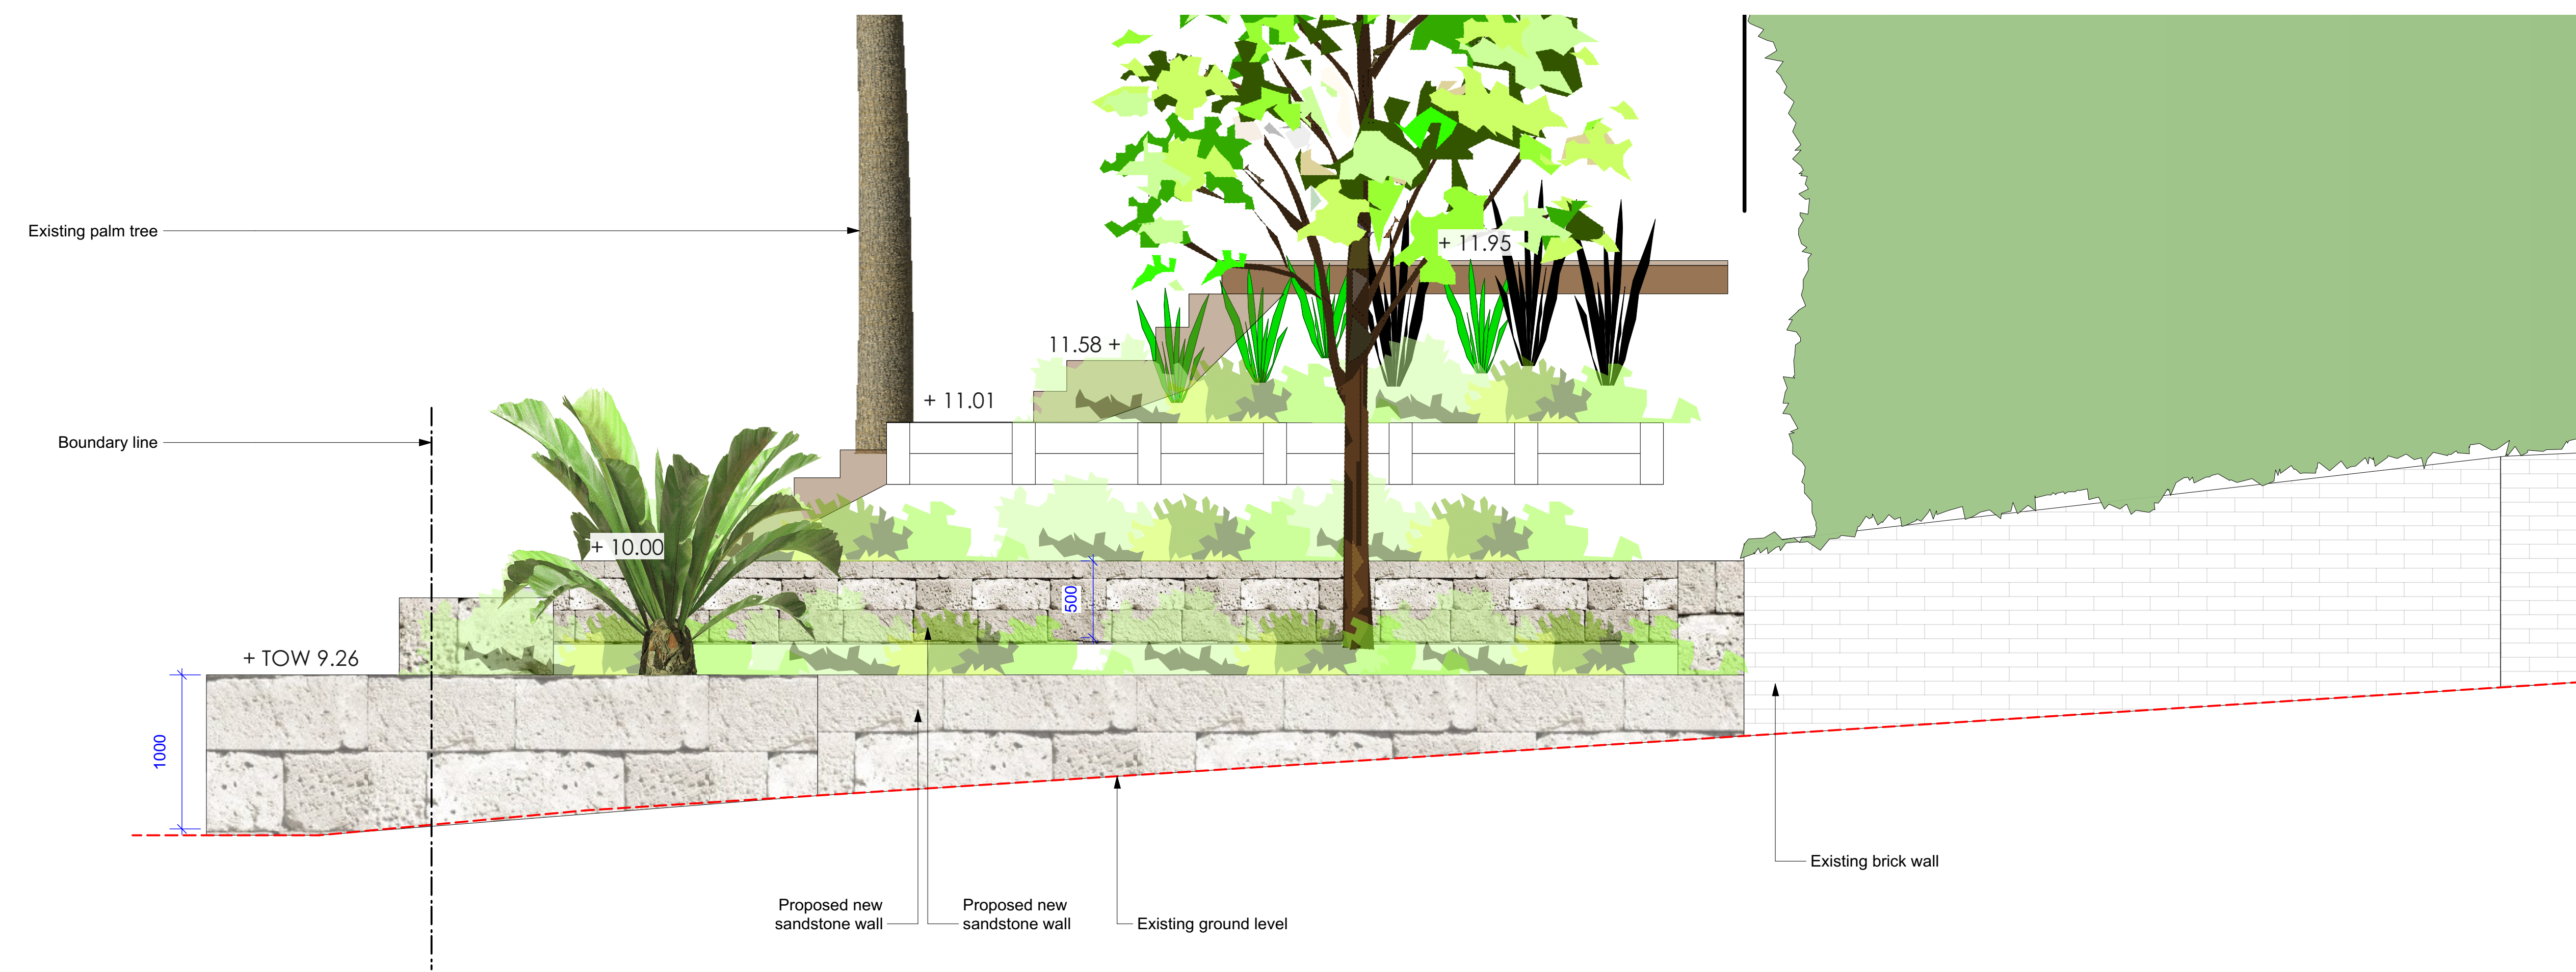 Existing palm tree
+ 11.95
11.58 +
+ 11.01
Boundary line
+ 10.00
500
+ TOW 9.26
1000
Existing brick wall
Proposed new
sandstone wall
Proposed new
sandstone wall
Existing ground level